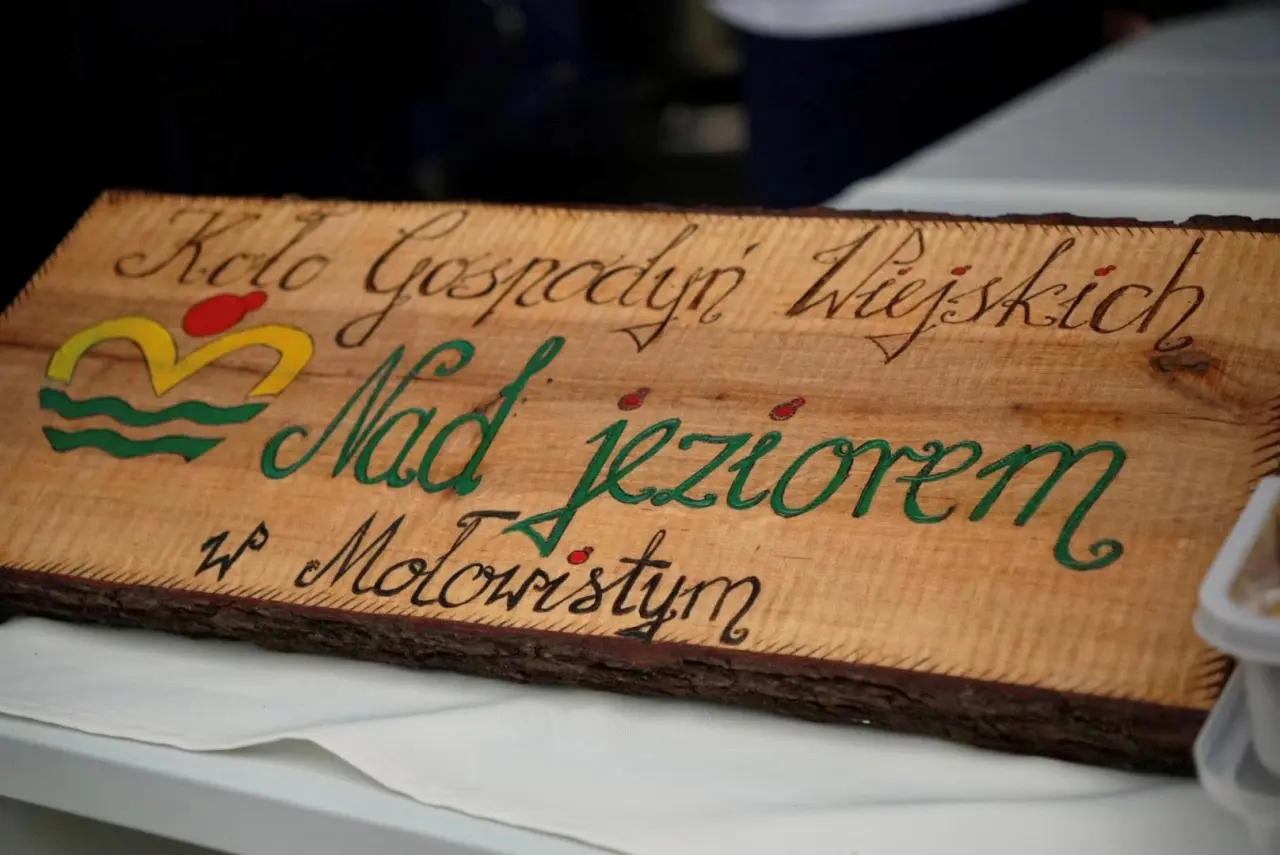 Koło Gospodyń Wiejskich
Nad jeziorem
w Mołowistym